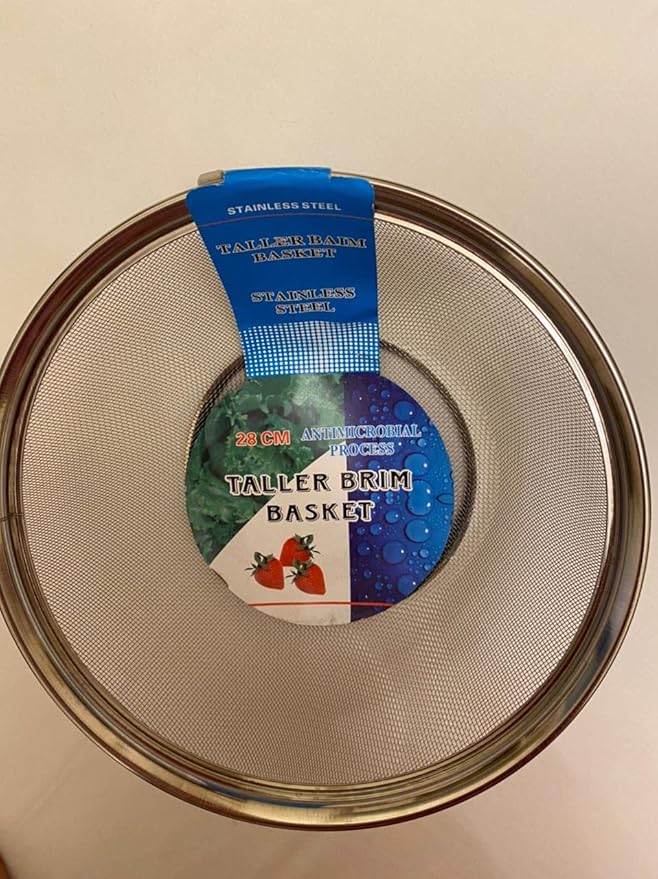 STAINLESS STEEL
TALLER BAIM
BASKET
STAINLESS
STEEL
28 CM ANTIMICROBIAL
PROCESS
TALLER BRIM
BASKET